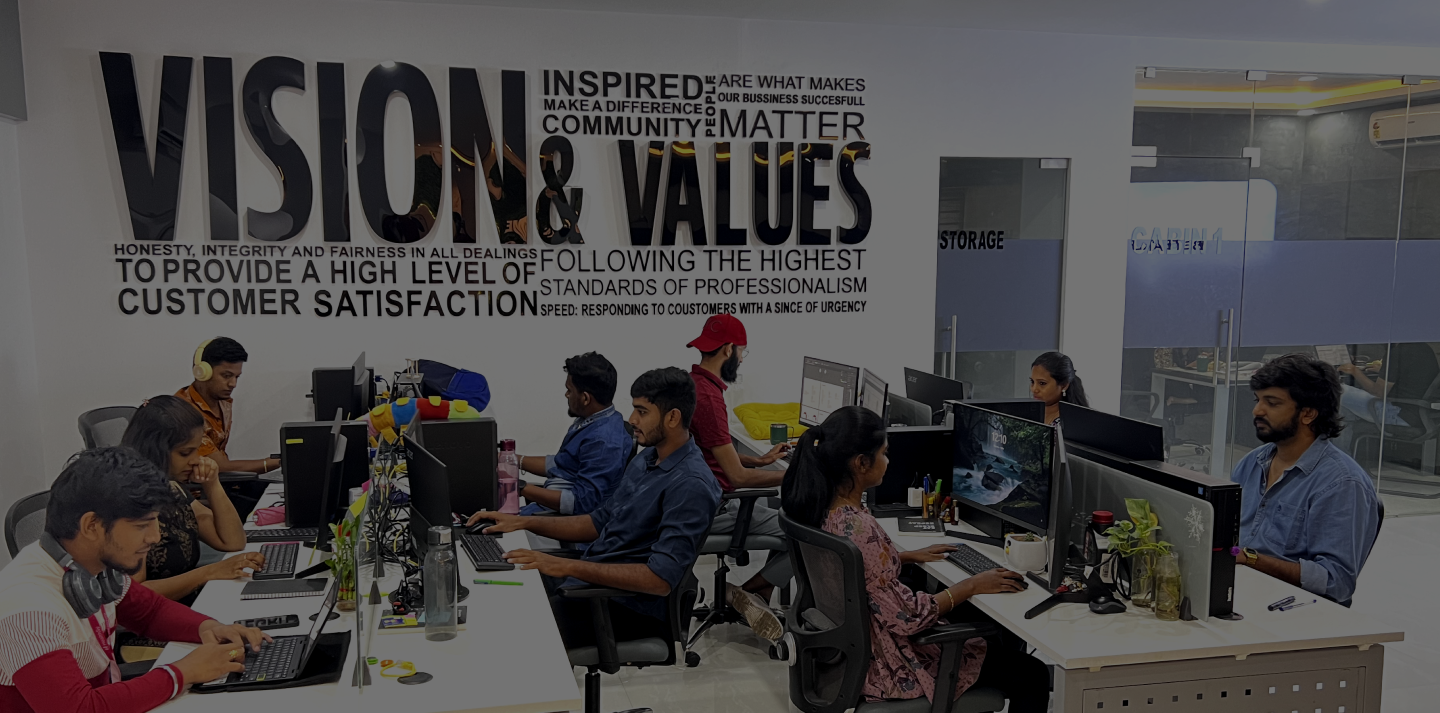 VISION
INSPIRED
MAKE A DIFFERENCE
COMMUNITY
PEOPLE
ARE WHAT MAKES
OUR BUSSINESS SUCCESFULL
MATTER
& VALUES
HONESTY, INTEGRITY AND FAIRNESS IN ALL DEALINGS
TO PROVIDE A HIGH LEVEL OF
CUSTOMER SATISFACTION
FOLLOWING THE HIGHEST
STANDARDS OF PROFESSIONALISM
SPEED: RESPONDING TO COUSTOMERS WITH A SINCE OF URGENCY
STORAGE
CABIN 1
12:10